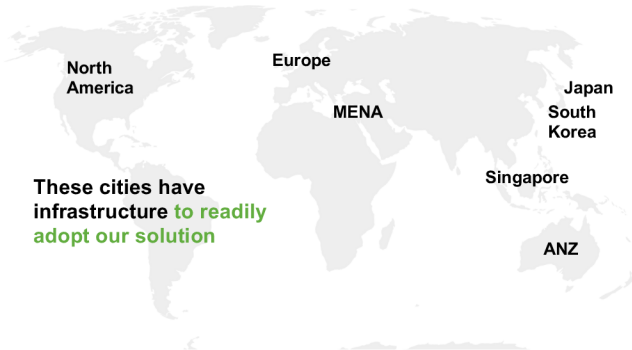 North
America
Europe
MENA
Japan
South
Korea
Singapore
These cities have
infrastructure to readily
adopt our solution
ANZ